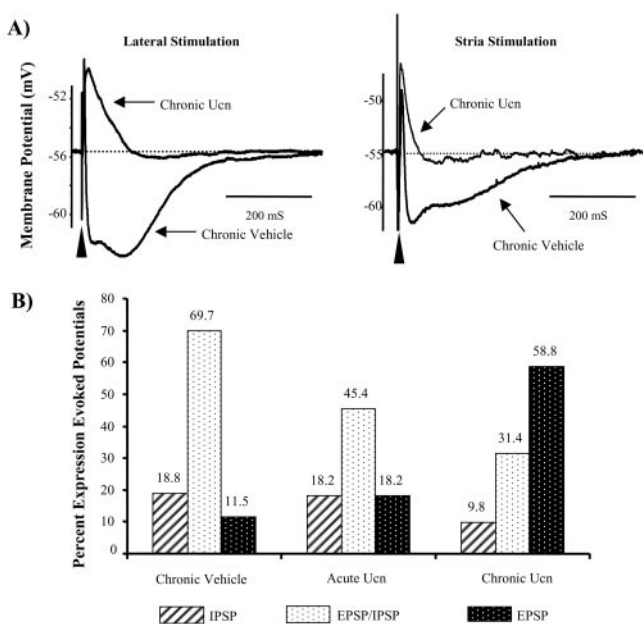 A)
Lateral Stimulation
Stria Stimulation
Membrane Potential (mV)
-52
-56
-60
Chronic Ucn
Chronic Vehicle
200 mS
-50
-55
-60
Chronic Ucn
Chronic Vehicle
200 mS
B)
Percent Expression Evoked Potentials
80
70
60
50
40
30
20
10
0
18.8
69.7
11.5
18.2
45.4
18.2
9.8
31.4
58.8
Chronic Vehicle
Acute Ucn
Chronic Ucn
IPSP
EPSP/IPSP
EPSP